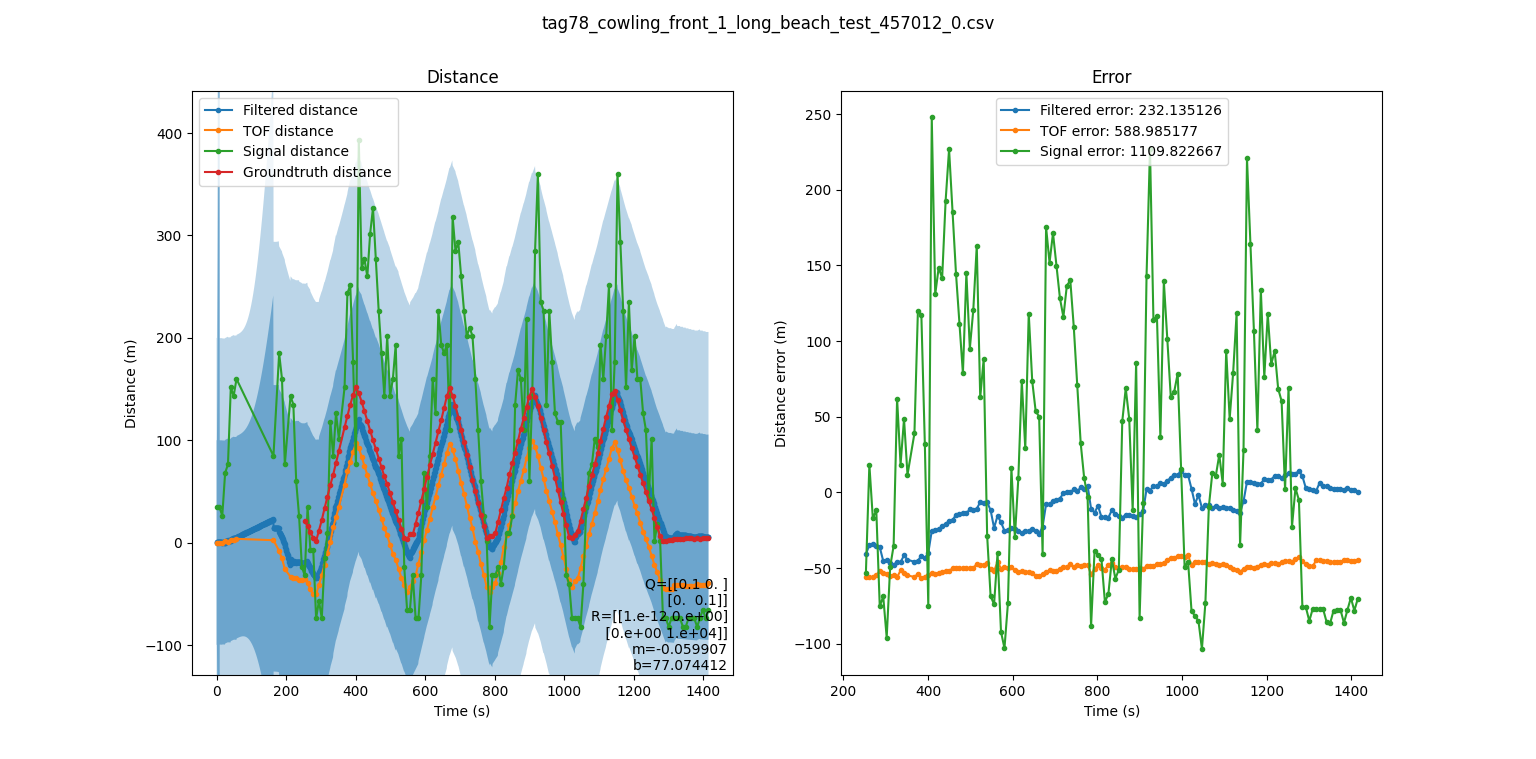 tag78_cowling_front_1_long_beach_test_457012_0.csv
Distance
Filtered distance
TOF distance
Signal distance
Groundtruth distance
400
300
200
100
0
−100
Distance (m)
0 200 400 600 800 1000 1200 1400
Time (s)
Q=[[0.1 0. ]
[0. 0.1]]
R=[[1.e-12 0.e+00]
[0.e+00 1.e+04]]
m=-0.059907
b=77.074412
Error
Filtered error: 232.135126
TOF error: 588.985177
Signal error: 1109.822667
250
200
150
100
50
0
−50
−100
Distance error (m)
200 400 600 800 1000 1200 1400
Time (s)